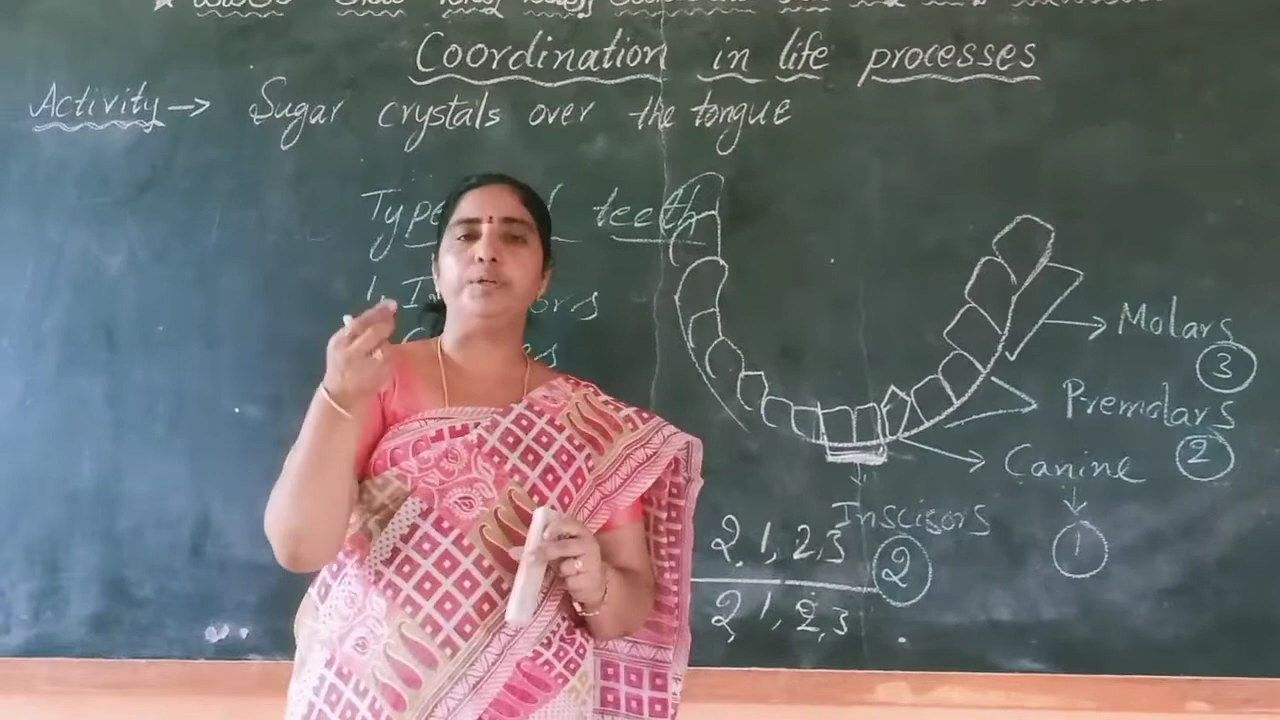 Coordination in life processes
Activity → Sugar crystals over the tongue
teeth
Molars
3
Premolars
2
Canine
1
Inscisors
2
2, 1, 2, 3
2, 1, 2, 3